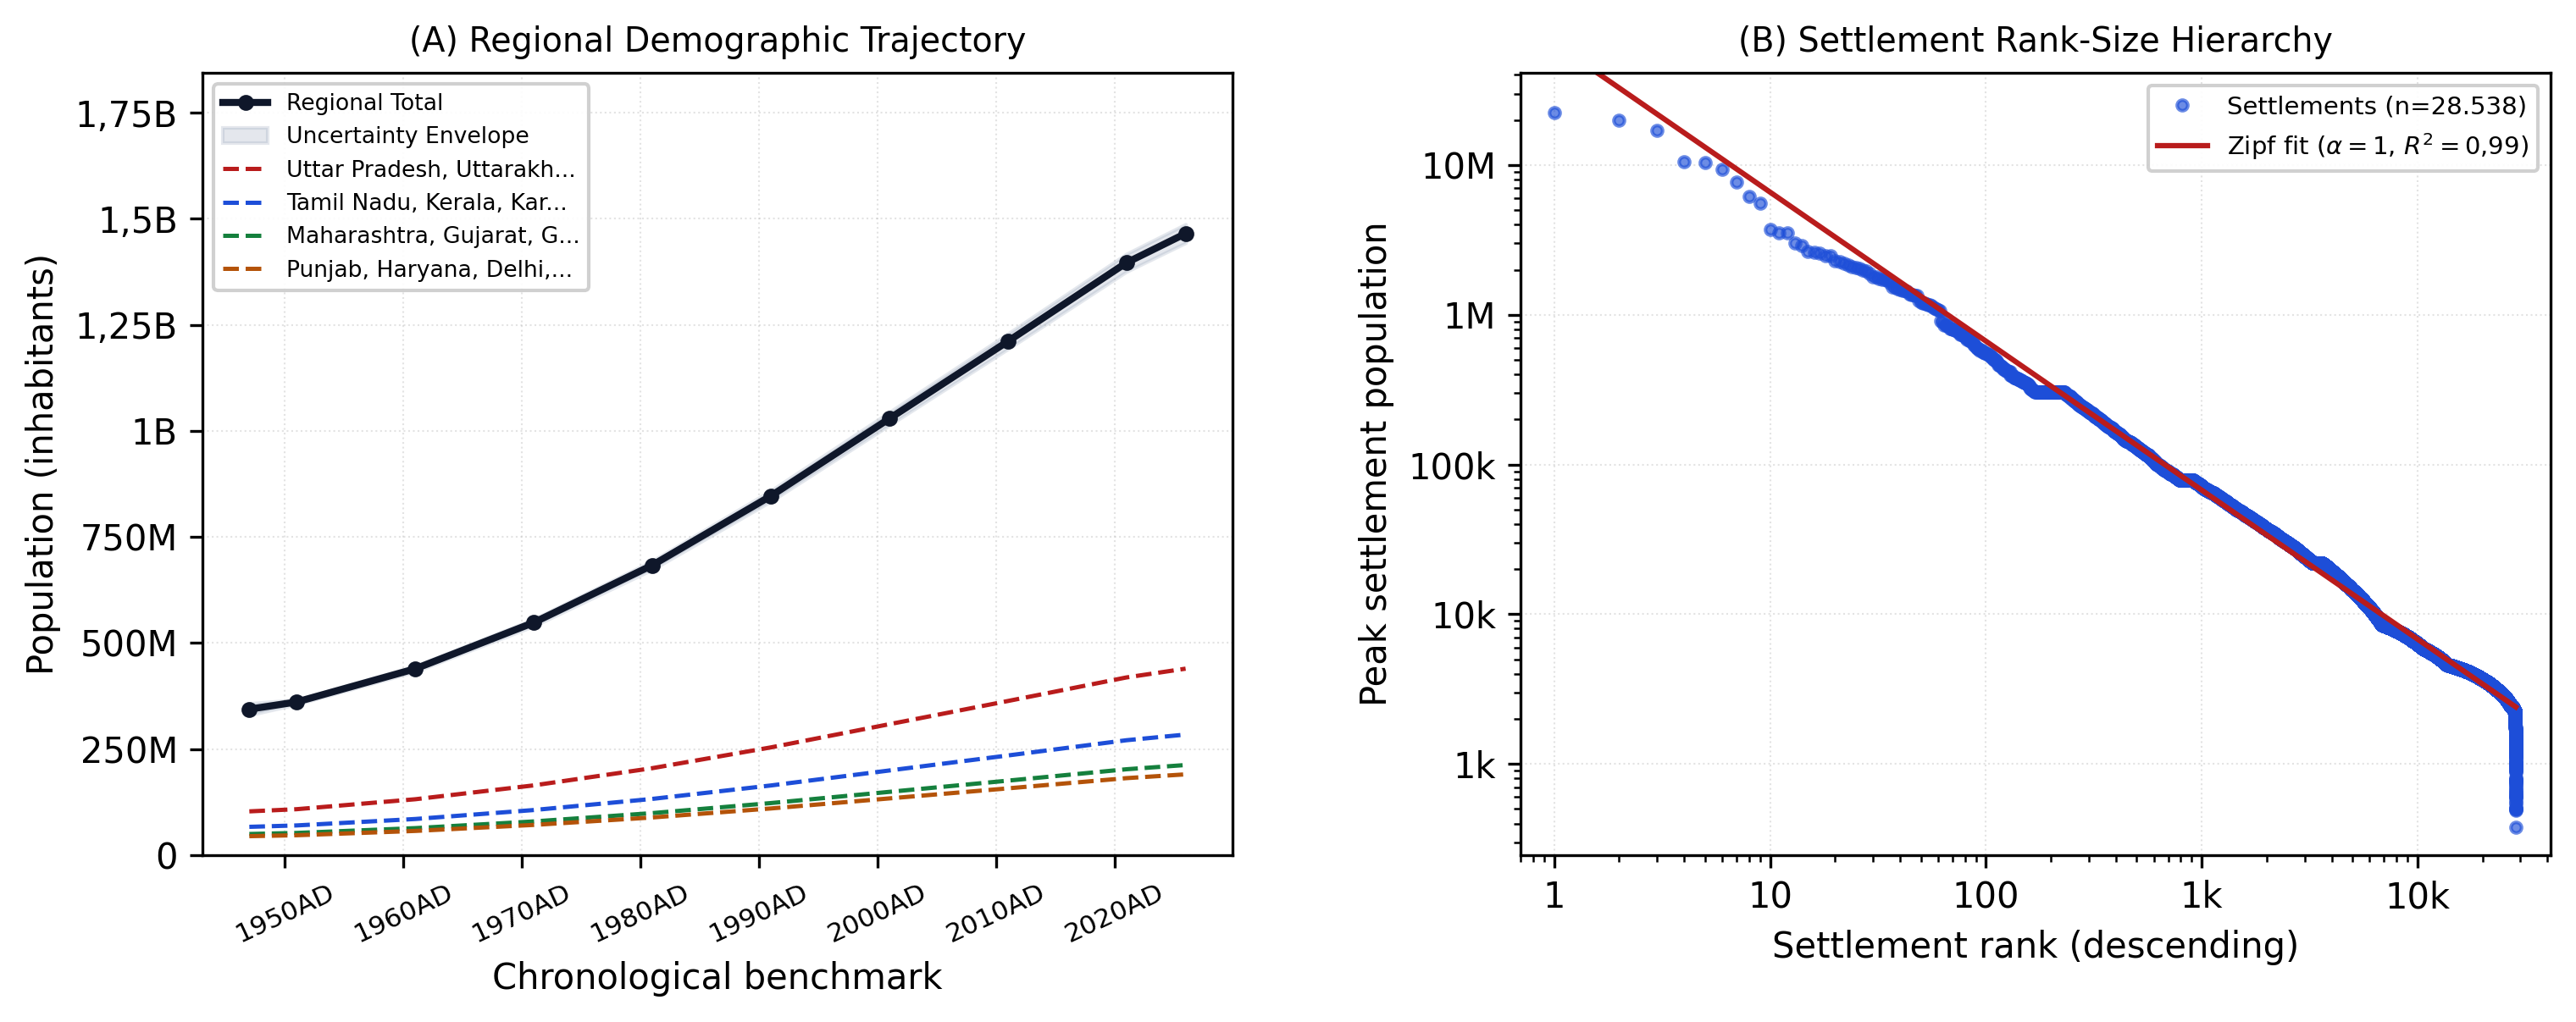 (A) Regional Demographic Trajectory
Population (inhabitants)
1,75B
1,5B
1,25B
1B
750M
500M
250M
0
Regional Total
Uncertainty Envelope
Uttar Pradesh, Uttarakh...
Tamil Nadu, Kerala, Kar...
Maharashtra, Gujarat, G...
Punjab, Haryana, Delhi,...
1950AD
1960AD
1970AD
1980AD
1990AD
2000AD
2010AD
2020AD
Chronological benchmark
(B) Settlement Rank-Size Hierarchy
Peak settlement population
10M
1M
100k
10k
1k
Settlements (n=28.538)
Zipf fit (α = 1, R² = 0,99)
1
10
100
1k
10k
Settlement rank (descending)